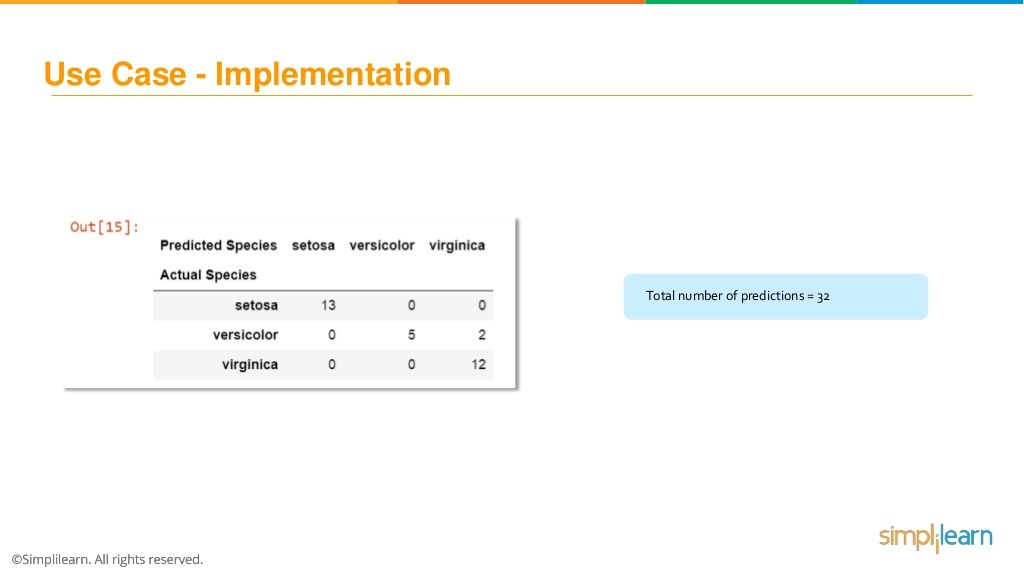 Use Case - Implementation
Out[15]:
Predicted Species setosa versicolor virginica
Actual Species
setosa 13 0 0
versicolor 0 5 2
virginica 0 0 12
Total number of predictions = 32
simplilearn
©Simplilearn. All rights reserved.